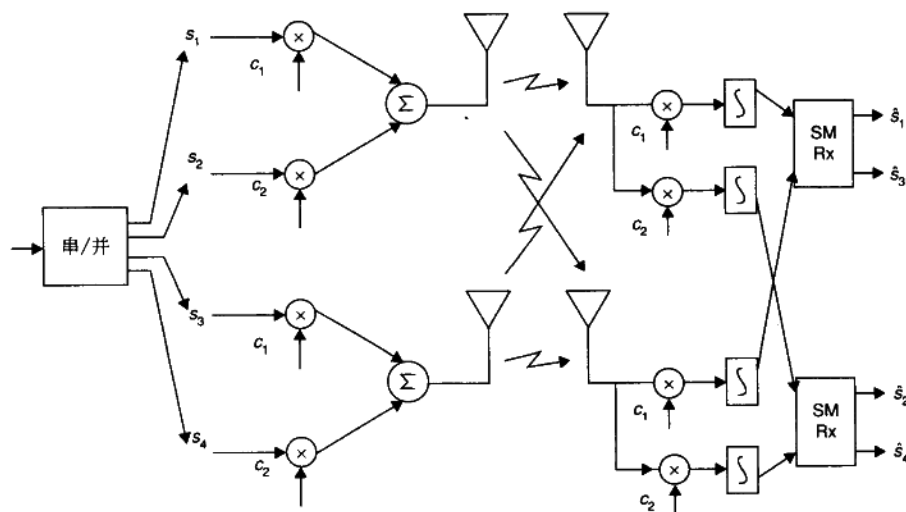 s₁ × c₁
Σ
× c₁ ∫
SM Rx
ŝ₁
ŝ₃
s₂ × c₂
× c₂ ∫
串/并
s₃ × c₁
Σ
× c₁ ∫
SM Rx
ŝ₂
ŝ₄
s₄ × c₂
× c₂ ∫